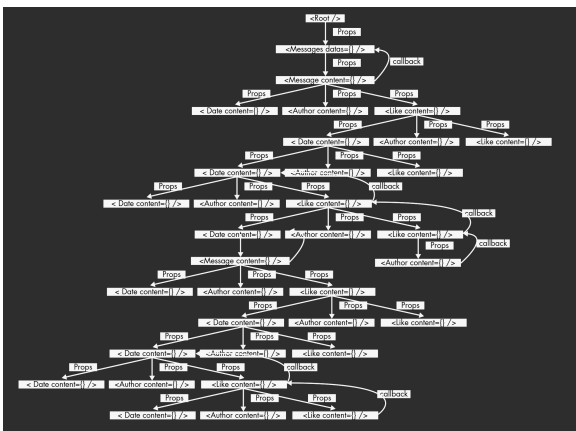 <Root />
Props
<Messages datas={} />
Props
callback
<Message content={} />
Props Props Props
< Date content={} /> <Author content={} /> <Like content={} />
Props Props Props
< Date content={} /> <Author content={} /> <Like content={} />
Props Props Props
< Date content={} /> <Author content={} /> <Like content={} />
Props Props Props callback
< Date content={} /> <Author content={} /> <Like content={} />
Props Props Props callback
< Date content={} /> <Author content={} /> <Like content={} />
Props callback
<Message content={} /> <Author content={} />
Props Props Props
< Date content={} /> <Author content={} /> <Like content={} />
Props Props Props
< Date content={} /> <Author content={} /> <Like content={} />
Props Props Props
< Date content={} /> <Author content={} /> <Like content={} />
Props Props Props callback
< Date content={} /> <Author content={} /> <Like content={} />
Props Props Props callback
< Date content={} /> <Author content={} /> <Like content={} />